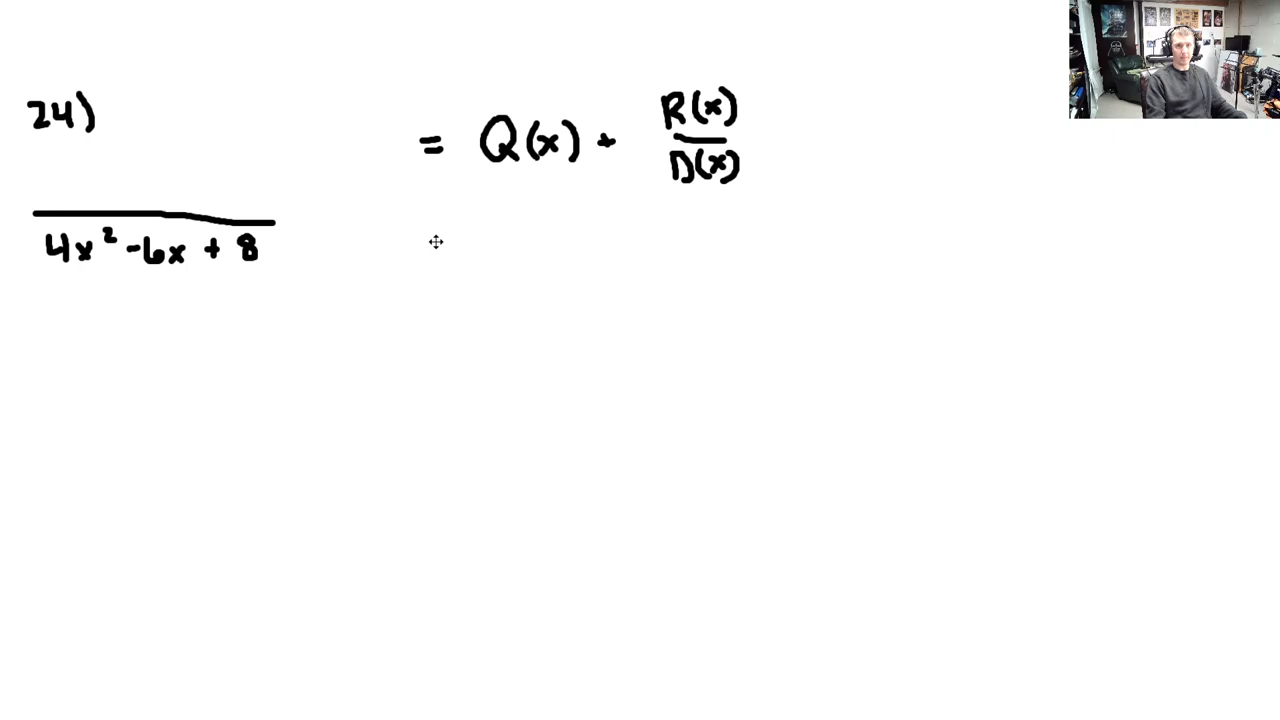 24)
= Q(x) + R(x)/D(x)
4x² -6x + 8